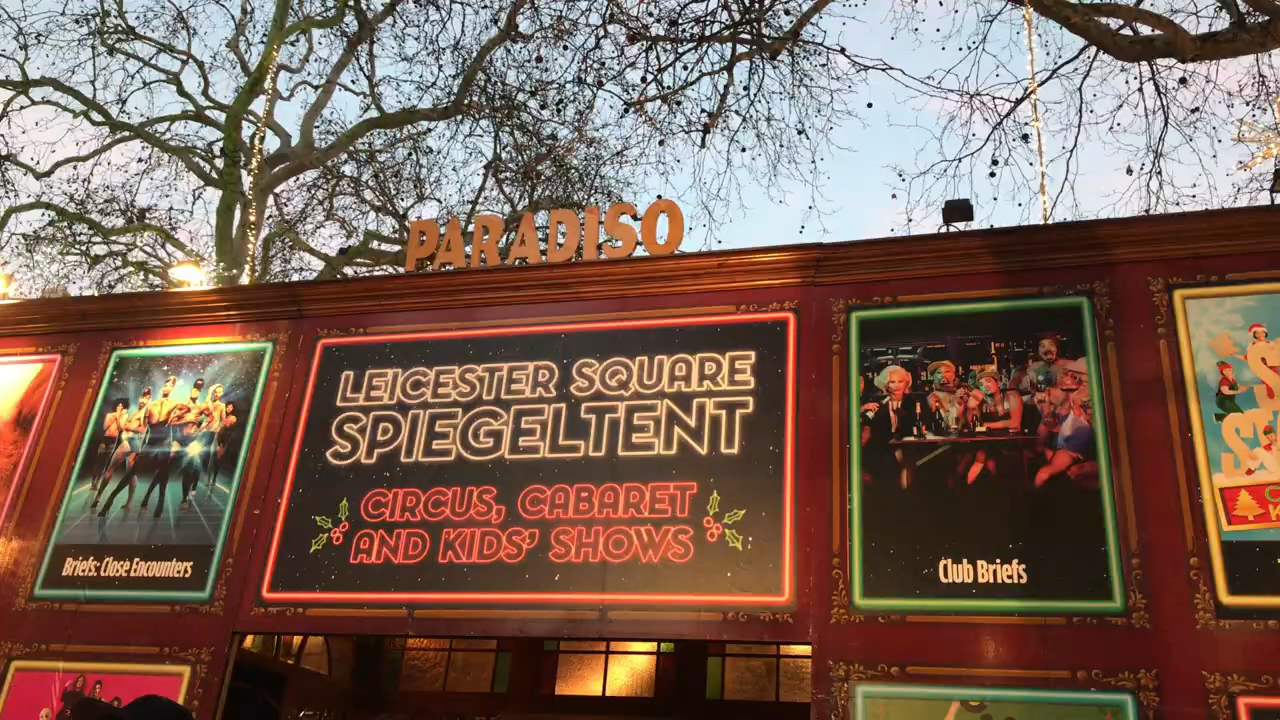 PARADISO
LEICESTER SQUARE
SPIEGELTENT
CIRCUS, CABARET
AND KIDS' SHOWS
Briefs: Close Encounters
Club Briefs